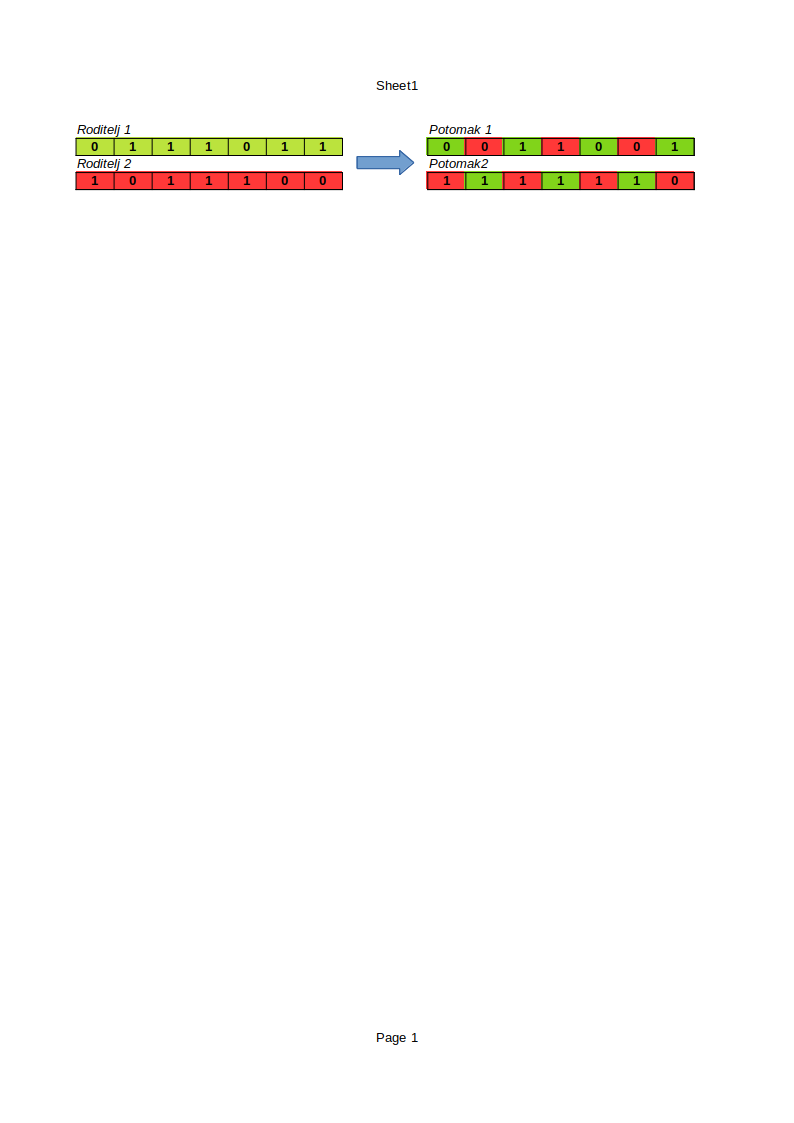 Sheet1
Roditelj 1
0 1 1 1 0 1 1
Roditelj 2
1 0 1 1 1 0 0
Potomak 1
0 0 1 1 0 0 1
Potomak2
1 1 1 1 1 1 0
Page 1